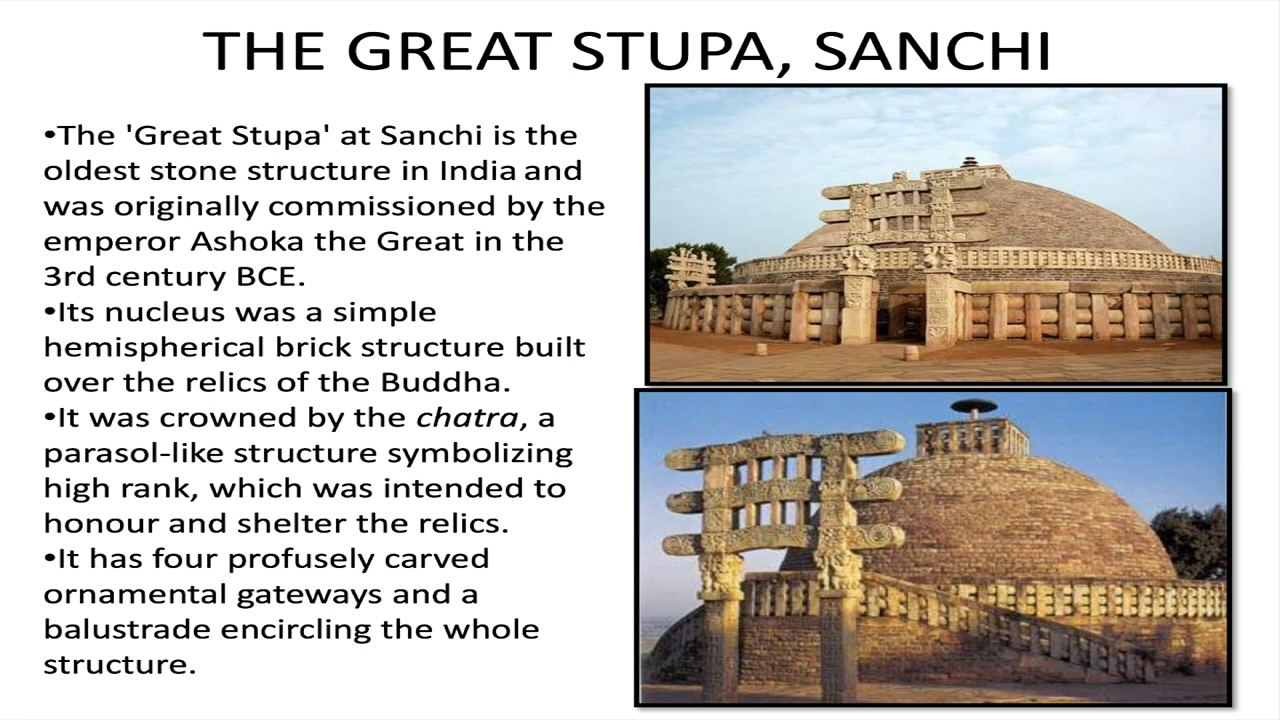 THE GREAT STUPA, SANCHI
•The 'Great Stupa' at Sanchi is the
oldest stone structure in India and
was originally commissioned by the
emperor Ashoka the Great in the
3rd century BCE.
•Its nucleus was a simple
hemispherical brick structure built
over the relics of the Buddha.
•It was crowned by the chatra, a
parasol-like structure symbolizing
high rank, which was intended to
honour and shelter the relics.
•It has four profusely carved
ornamental gateways and a
balustrade encircling the whole
structure.